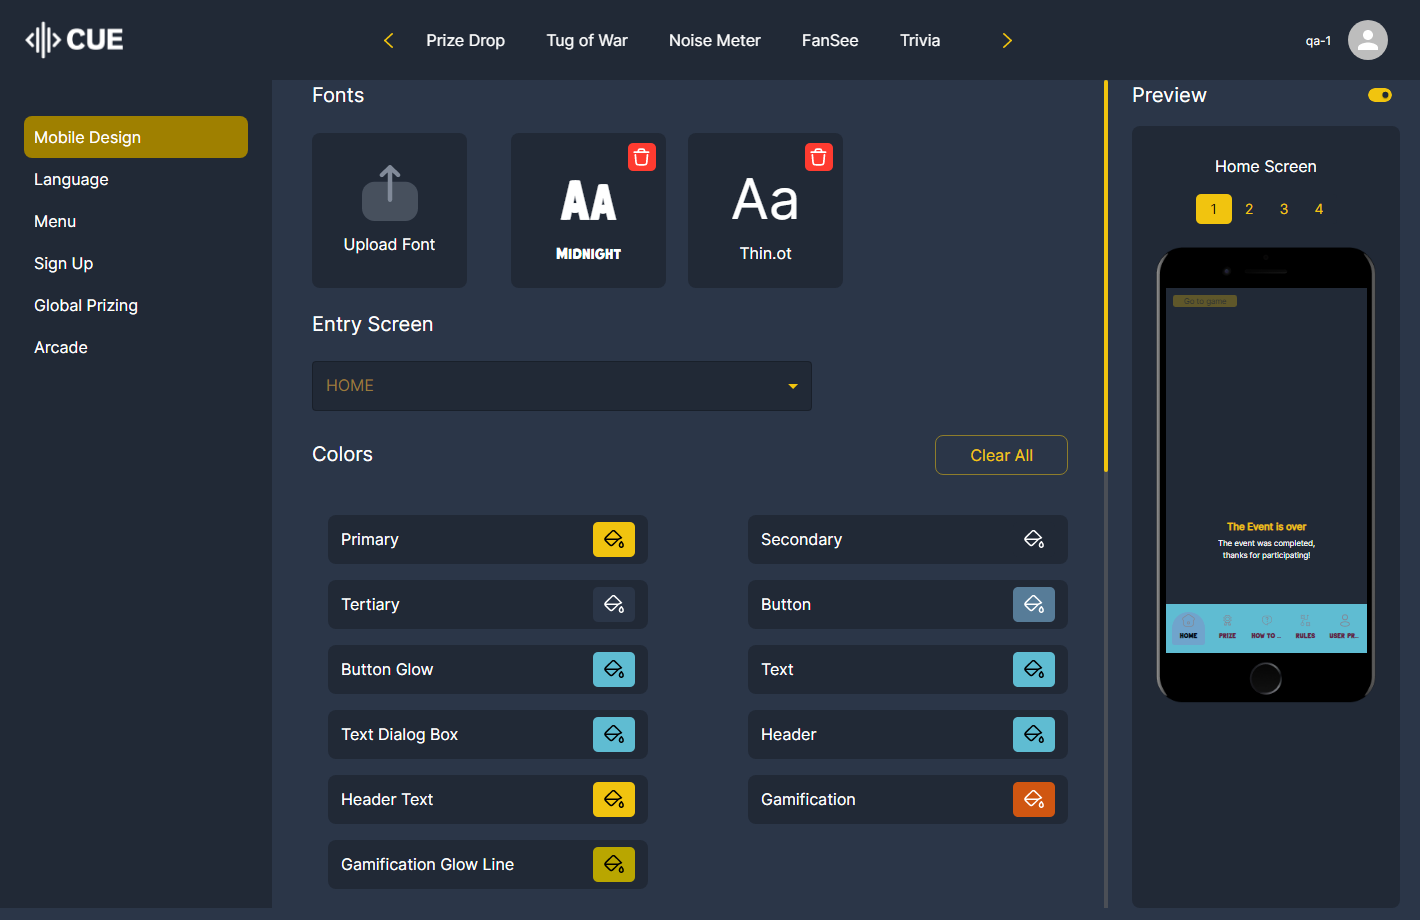 CUE
Prize Drop
Tug of War
Noise Meter
FanSee
Trivia
qa-1
Mobile Design
Language
Menu
Sign Up
Global Prizing
Arcade
Fonts
Upload Font
AA
MIDNIGHT
Aa
Thin.ot
Entry Screen
HOME
Colors
Clear All
Primary
Secondary
Tertiary
Button
Button Glow
Text
Text Dialog Box
Header
Header Text
Gamification
Gamification Glow Line
Preview
Home Screen
1 2 3 4
Go to game
The Event is over
The event was completed,
thanks for participating!
HOME PRIZE HOW TO ... RULES USER PR...